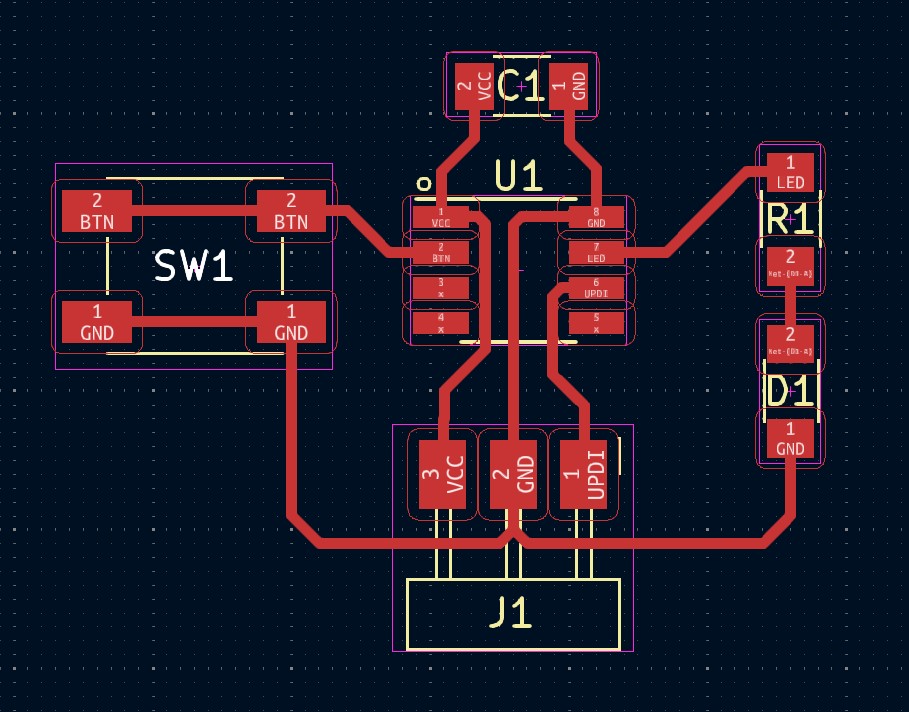 2
VCC
C1
1
GND
U1
1
LED
R1
2
Net-(D1-A)
2
BTN
2
BTN
SW1
1
GND
1
GND
1
VCC
2
BTN
3
x
4
x
8
GND
7
LED
6
UPDI
5
x
2
Net-(D1-A)
D1
1
GND
3
VCC
2
GND
1
UPDI
J1